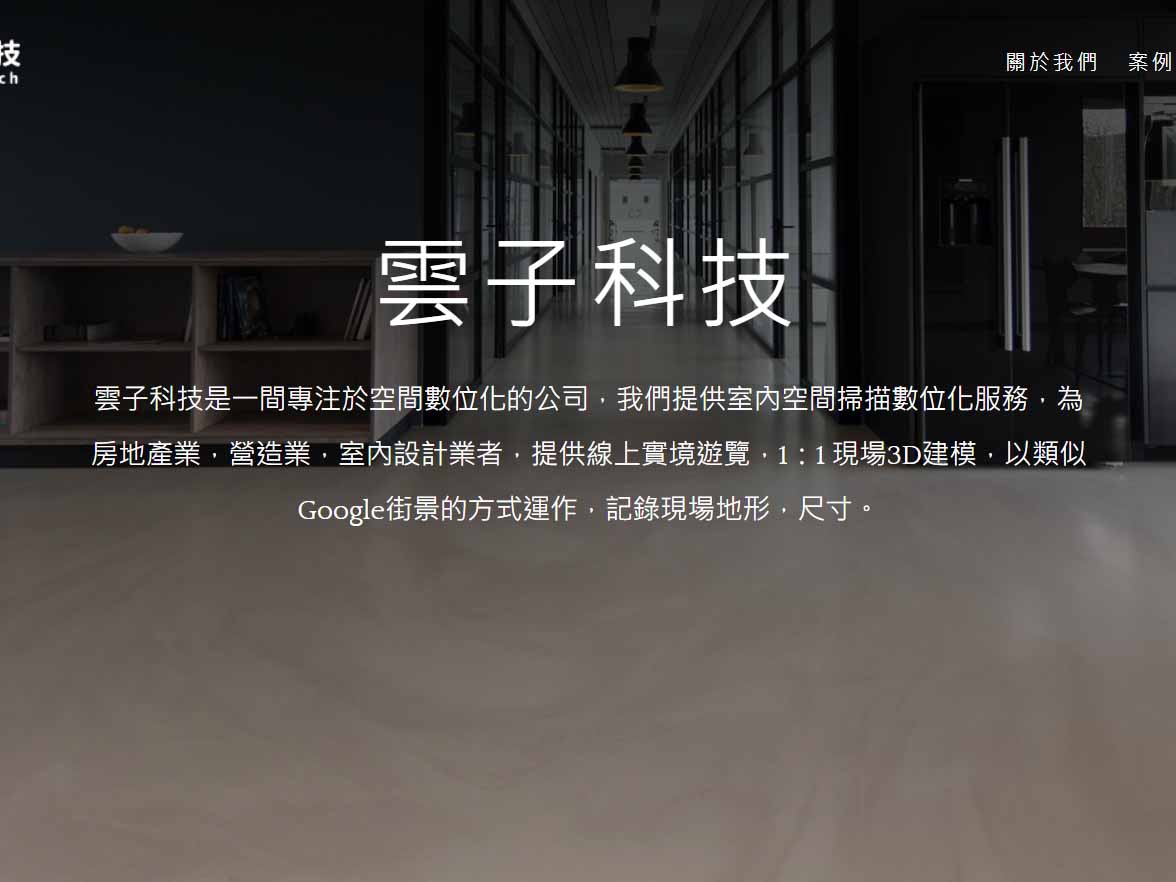 技
ch
關於我們 案例
雲子科技
雲子科技是一間專注於空間數位化的公司，我們提供室內空間掃描數位化服務，為
房地產業，營造業，室內設計業者，提供線上實境遊覽，1：1現場3D建模，以類似
Google街景的方式運作，記錄現場地形，尺寸。